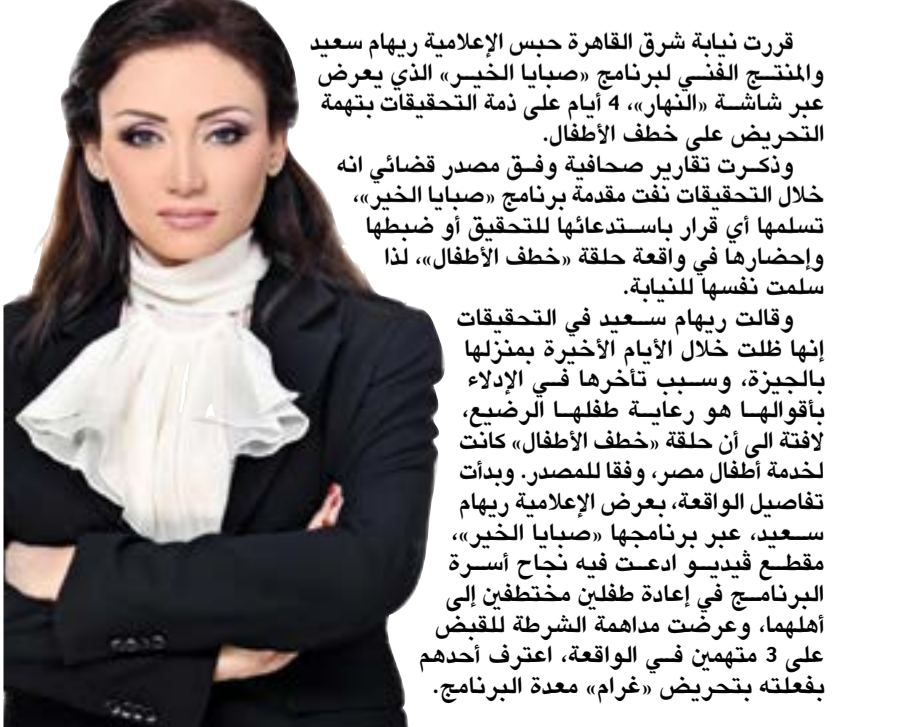 قررت نيابة شرق القاهرة حبس الإعلامية ريهام سعيد
والمنتج الفني لبرنامج «صبايا الخير» الذي يعرض
عبر شاشة «النهار»، 4 أيام على ذمة التحقيقات بتهمة
التحريض على خطف الأطفال.
وذكرت تقارير صحافية وفق مصدر قضائي انه
خلال التحقيقات نفت مقدمة برنامج «صبايا الخير»،
تسلمها أي قرار باستدعائها للتحقيق أو ضبطها
وإحضارها في واقعة حلقة «خطف الأطفال»، لذا
سلمت نفسها للنيابة.
وقالت ريهام سعيد في التحقيقات
إنها ظلت خلال الأيام الأخيرة بمنزلها
بالجيزة، وسبب تأخرها في الإدلاء
بأقوالها هو رعاية طفلها الرضيع،
لافتة الى أن حلقة «خطف الأطفال» كانت
لخدمة أطفال مصر، وفقا للمصدر. وبدأت
تفاصيل الواقعة، بعرض الإعلامية ريهام
سعيد، عبر برنامجها «صبايا الخير»،
مقطع ڤيديو ادعت فيه نجاح أسرة
البرنامج في إعادة طفلين مختطفين إلى
أهلهما، وعرضت مداهمة الشرطة للقبض
على 3 متهمين في الواقعة، اعترف أحدهم
بفعلته بتحريض «غرام» معدة البرنامج.